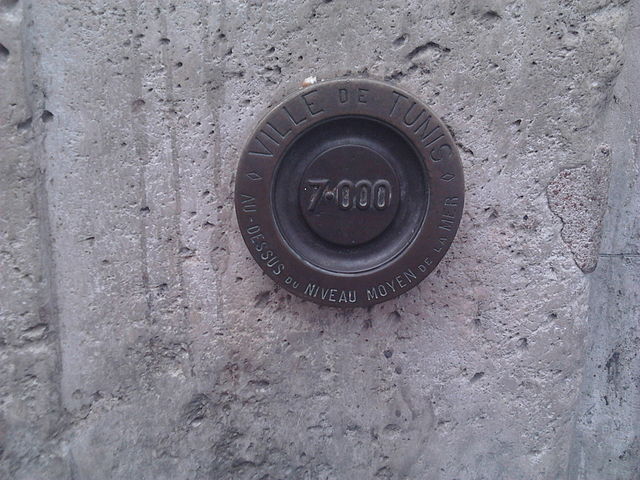 VILLE DE TUNIS
7·000
AU-DESSUS DU NIVEAU MOYEN DE LA MER